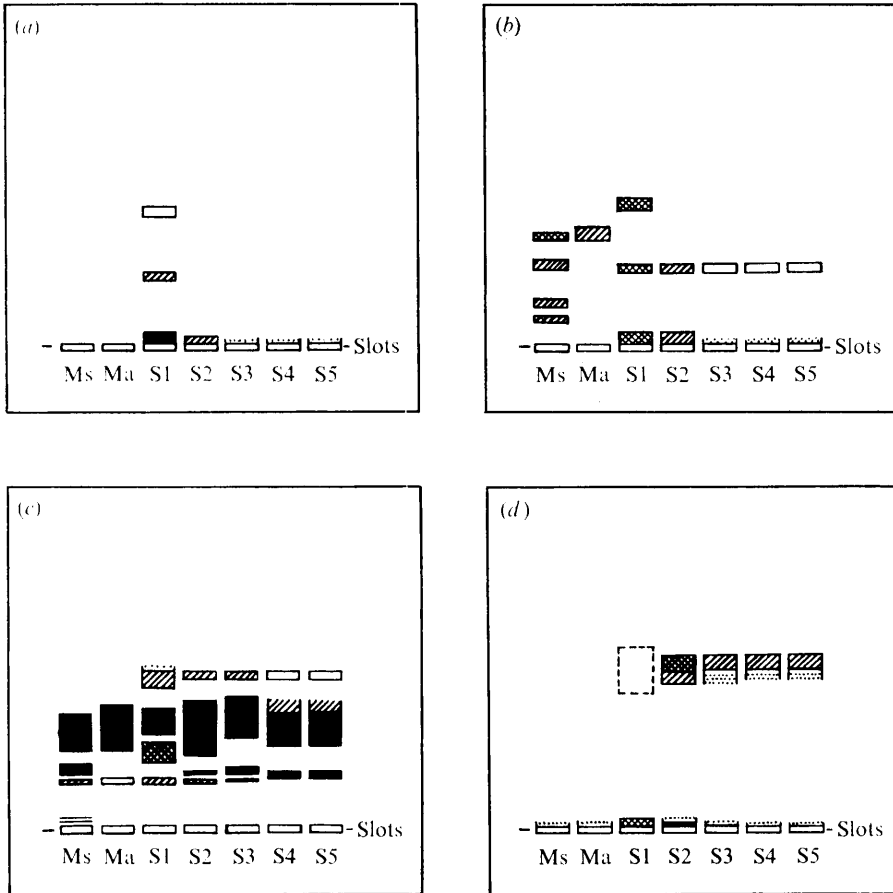 (a)
Slots
Ms Ma S1 S2 S3 S4 S5
(b)
Slots
Ms Ma S1 S2 S3 S4 S5
(c)
Slots
Ms Ma S1 S2 S3 S4 S5
(d)
Slots
Ms Ma S1 S2 S3 S4 S5